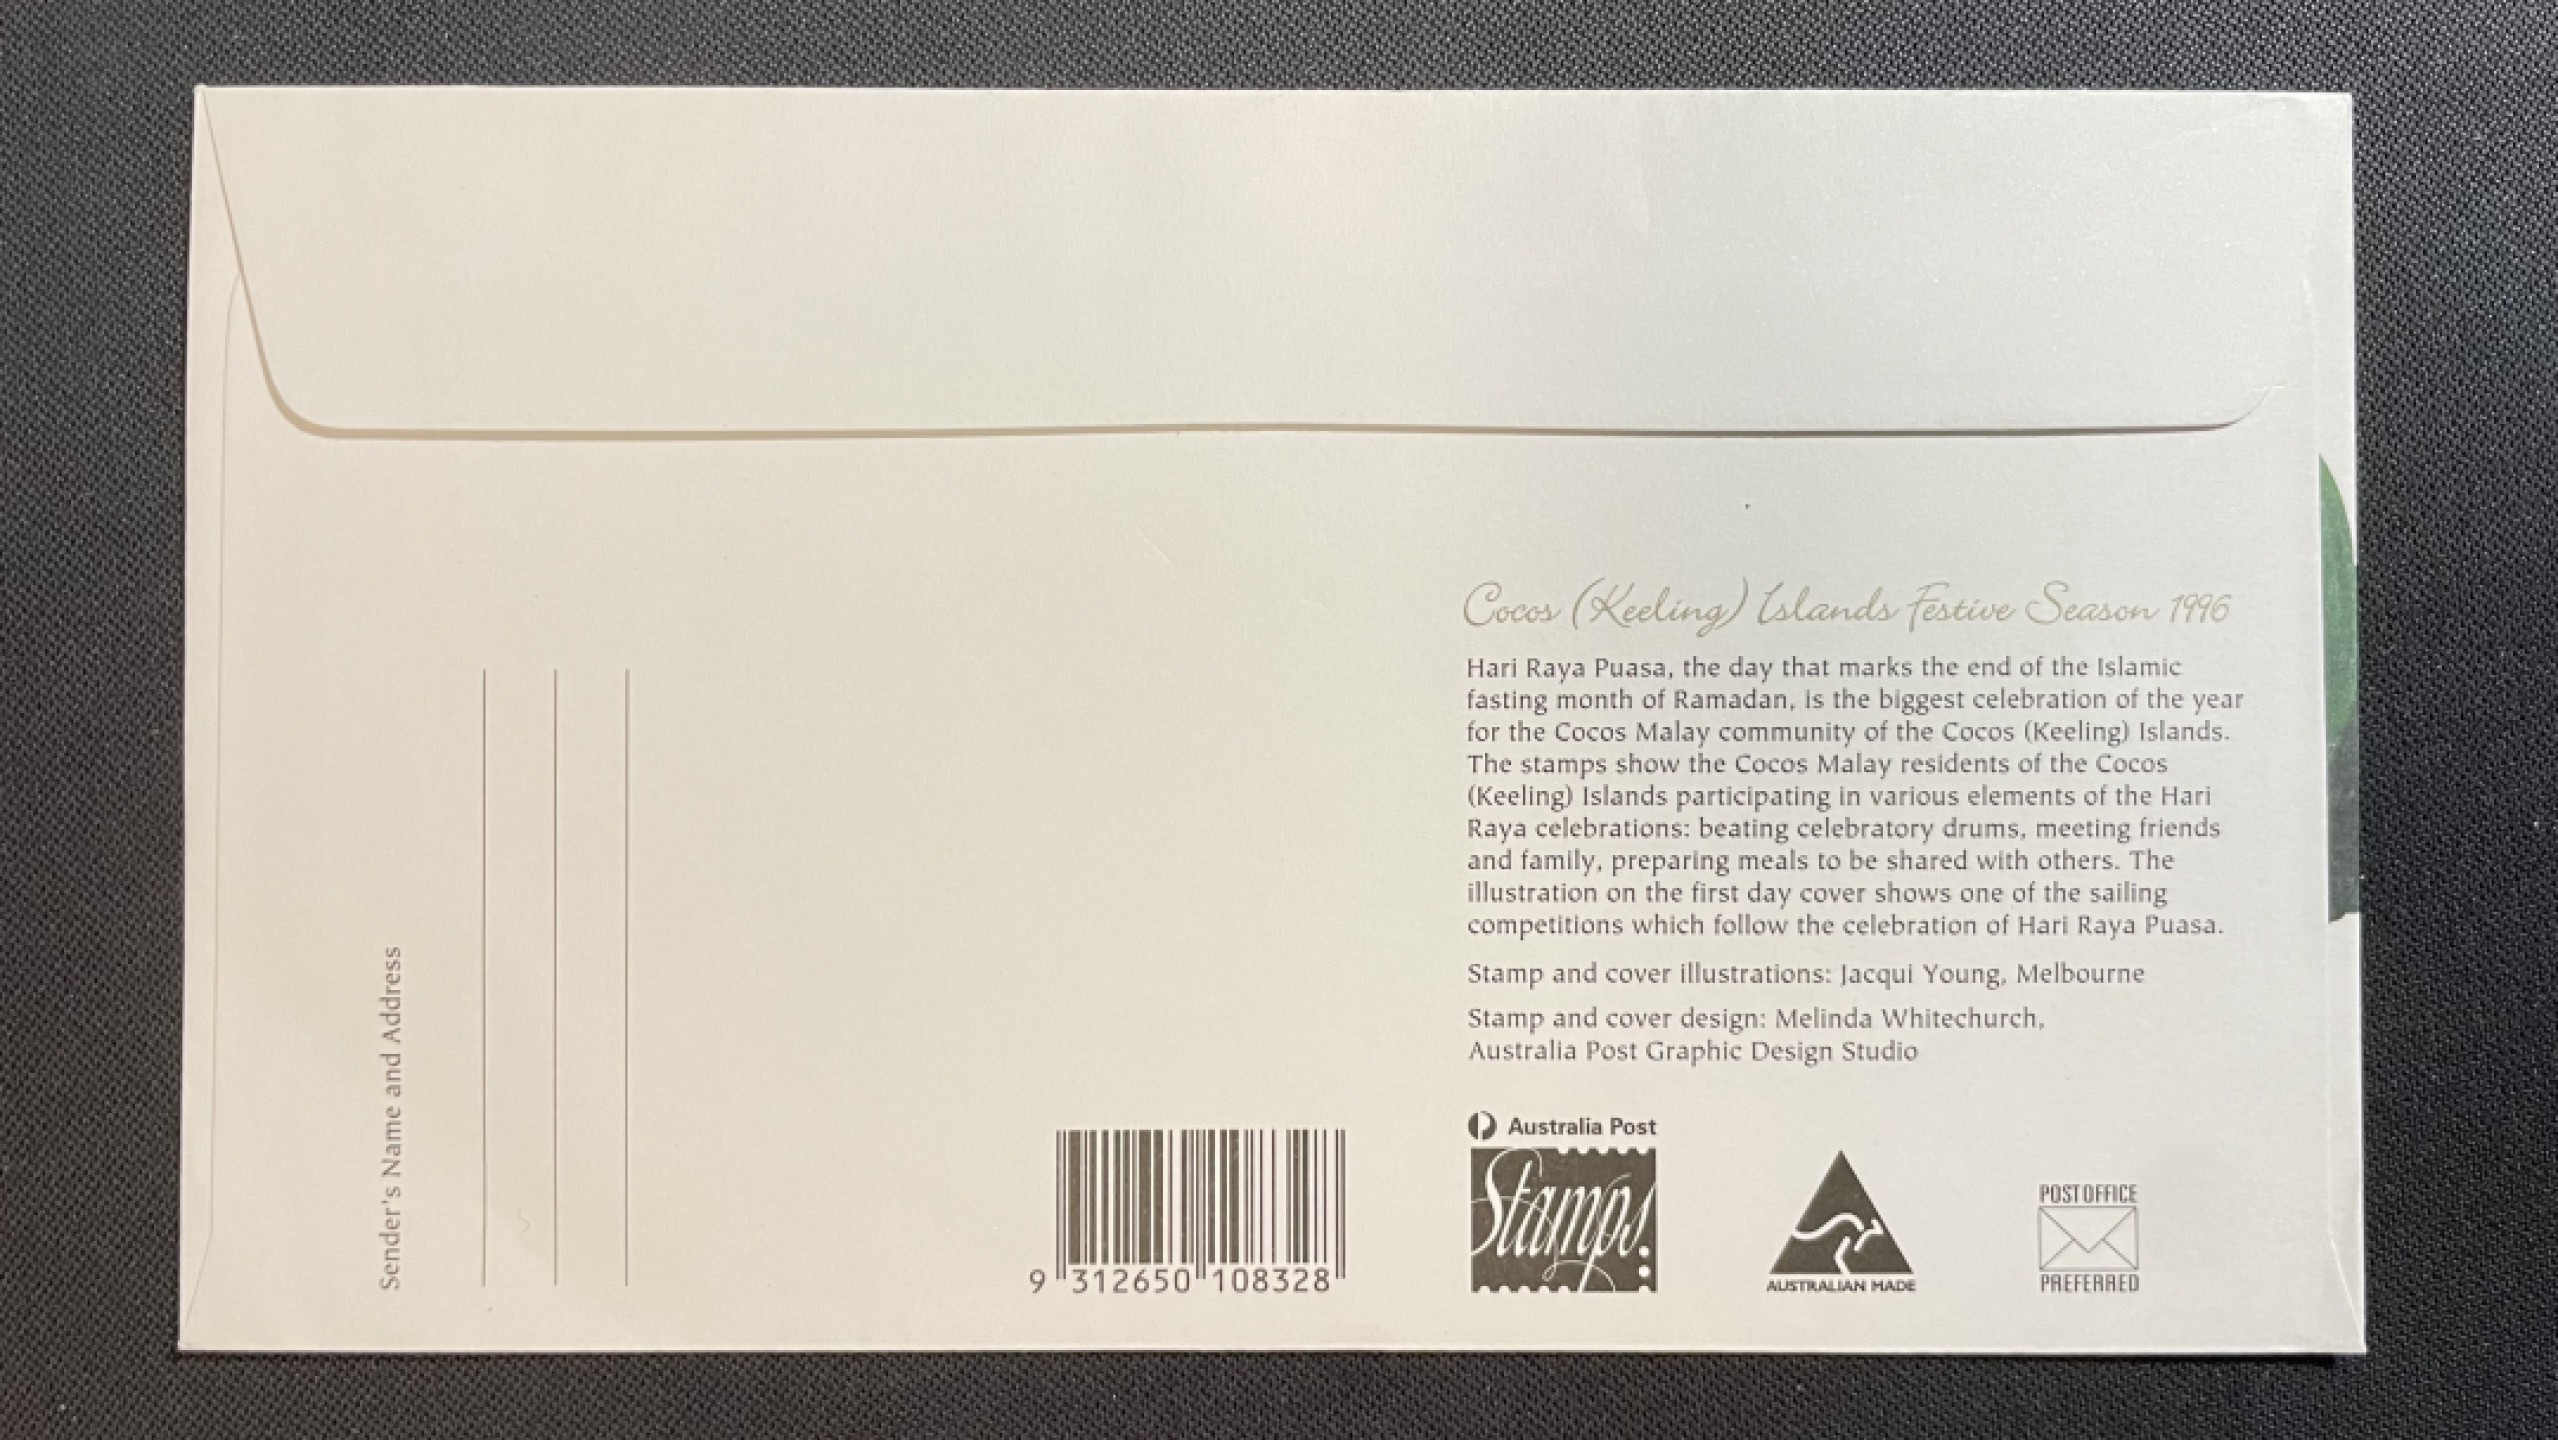 Cocos (Keeling) Islands Festive Season 1996
Hari Raya Puasa, the day that marks the end of the Islamic
fasting month of Ramadan, is the biggest celebration of the year
for the Cocos Malay community of the Cocos (Keeling) Islands.
The stamps show the Cocos Malay residents of the Cocos
(Keeling) Islands participating in various elements of the Hari
Raya celebrations: beating celebratory drums, meeting friends
and family, preparing meals to be shared with others. The
illustration on the first day cover shows one of the sailing
competitions which follow the celebration of Hari Raya Puasa.
Stamp and cover illustrations: Jacqui Young, Melbourne
Stamp and cover design: Melinda Whitechurch,
Australia Post Graphic Design Studio
Sender's Name and Address
9 312650 108328
Australia Post
Stamps
AUSTRALIAN MADE
POST OFFICE
PREFERRED